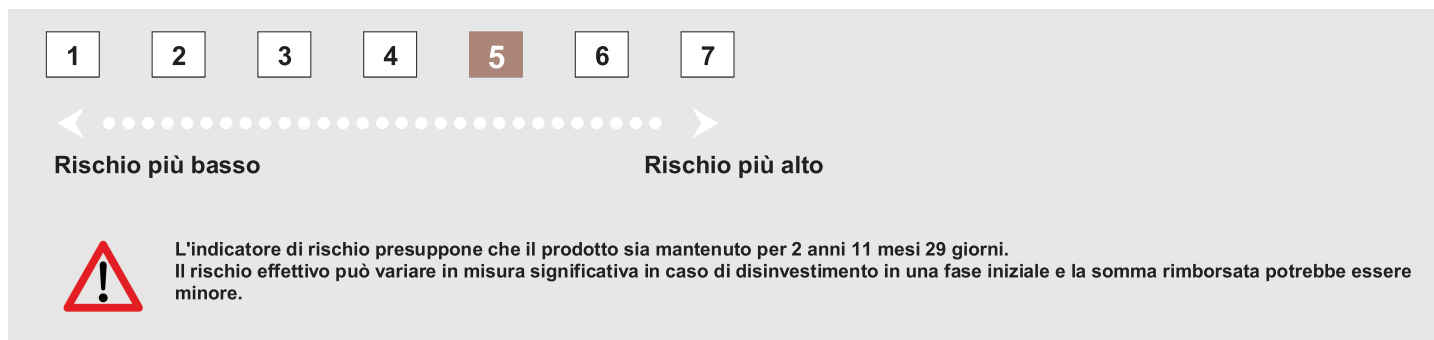 1 2 3 4 5 6 7
Rischio più basso Rischio più alto
L'indicatore di rischio presuppone che il prodotto sia mantenuto per 2 anni 11 mesi 29 giorni.
Il rischio effettivo può variare in misura significativa in caso di disinvestimento in una fase iniziale e la somma rimborsata potrebbe essere
minore.